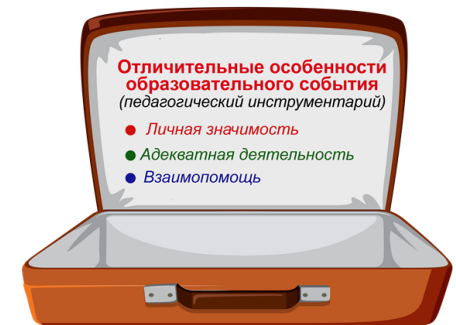 Отличительные особенности
образовательного события
(педагогический инструментарий)
Личная значимость
Адекватная деятельность
Взаимопомощь